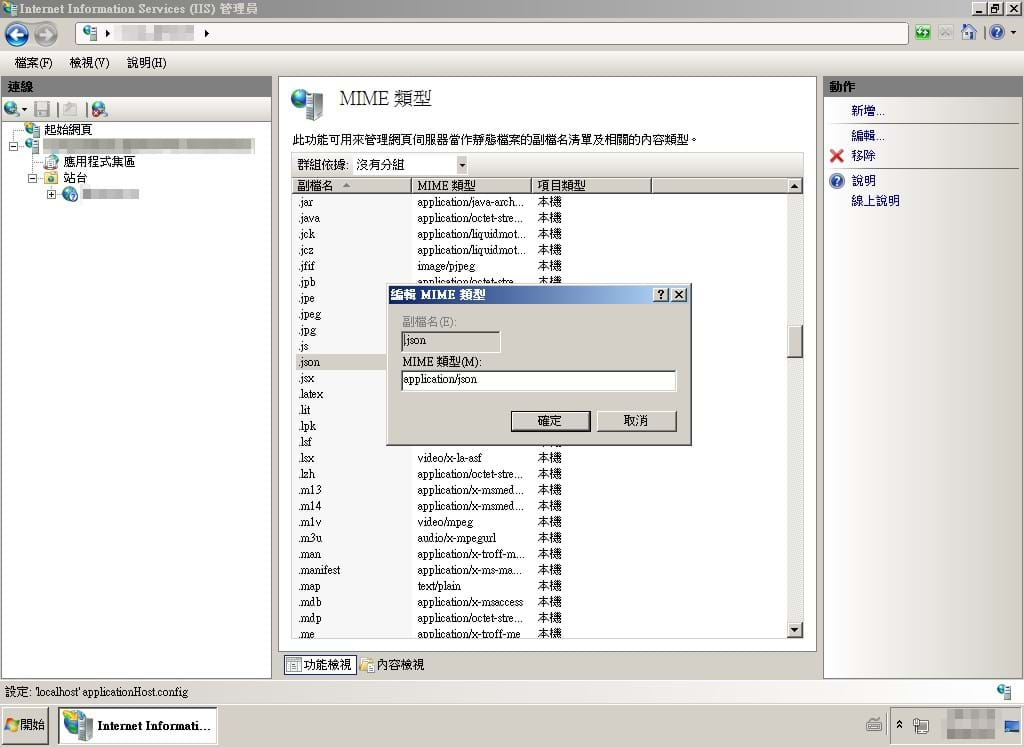 Internet Information Services (IIS) 管理員
檔案(F) 檢視(V) 說明(H)
連線
起始網頁
應用程式集區
站台
MIME 類型
此功能可用來管理網頁伺服器當作靜態檔案的副檔名清單及相關的內容類型。
群組依據: 沒有分組
副檔名 MIME 類型 項目類型
.jar application/java-arch... 本機
.java application/octet-stre... 本機
.jck application/liquidmot... 本機
.jcz application/liquidmot... 本機
.jfif image/pjpeg 本機
.jpb application/octet-stre... 本機
.jpe
.jpeg
.jpg
.js
.json
.jsx
.latex
.lit
.lpk
.lsf
.lsx video/x-la-asf 本機
.lzh application/octet-stre... 本機
.m13 application/x-msmed... 本機
.m14 application/x-msmed... 本機
.m1v video/mpeg 本機
.m3u audio/x-mpegurl 本機
.man application/x-troff-m... 本機
.manifest application/x-ms-ma... 本機
.map text/plain 本機
.mdb application/x-msaccess 本機
.mdp application/octet-stre... 本機
.me application/x-troff-me 本機
編輯 MIME 類型
副檔名(E):
.json
MIME 類型(M):
application/json
確定 取消
功能檢視 內容檢視
動作
新增...
編輯...
移除
說明
線上說明
設定: 'localhost' applicationHost.config
開始 Internet Informati...